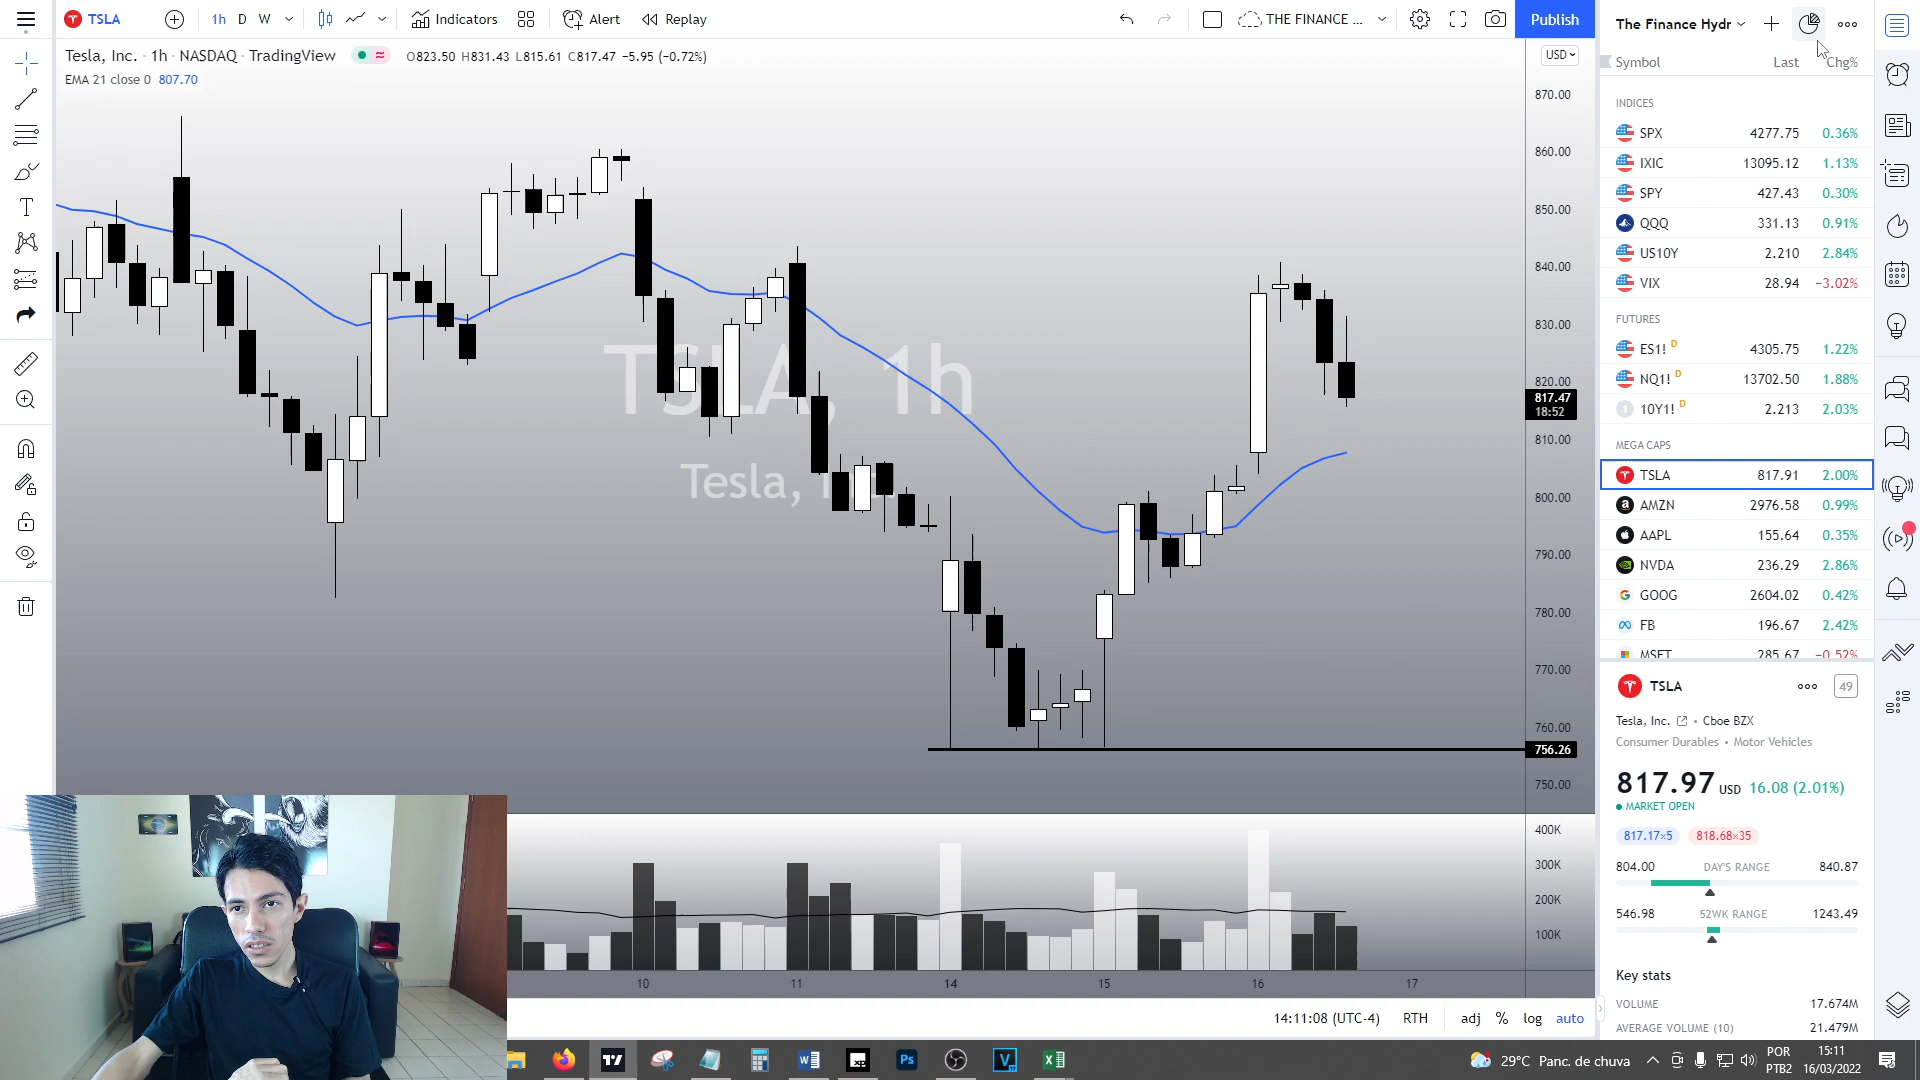 TSLA 1h D W Indicators Alert Replay THE FINANCE ... Publish
Tesla, Inc. · 1h · NASDAQ · TradingView O823.50 H831.43 L815.61 C817.47 −5.95 (−0.72%) USD
EMA 21 close 0 807.70
TSLA, 1h
Tesla, Inc.
870.00
860.00
850.00
840.00
830.00
820.00
817.47
18:52
810.00
800.00
790.00
780.00
770.00
760.00
756.26
750.00
400K
300K
200K
100K
10 11 14 15 16 17
14:11:08 (UTC-4) RTH adj % log auto
The Finance Hydr
Symbol Last Chg%
INDICES
SPX 4277.75 0.36%
IXIC 13095.12 1.13%
SPY 427.43 0.30%
QQQ 331.13 0.91%
US10Y 2.210 2.84%
VIX 28.94 −3.02%
FUTURES
ES1! D 4305.75 1.22%
NQ1! D 13702.50 1.88%
10Y1! D 2.213 2.03%
MEGA CAPS
TSLA 817.91 2.00%
AMZN 2976.58 0.99%
AAPL 155.64 0.35%
NVDA 236.29 2.86%
GOOG 2604.02 0.42%
FB 196.67 2.42%
MSFT 285.67 −0.52%
TSLA 49
Tesla, Inc. • Cboe BZX
Consumer Durables • Motor Vehicles
817.97 USD 16.08 (2.01%)
MARKET OPEN
817.17×5 818.68×35
804.00 DAY'S RANGE 840.87
546.98 52WK RANGE 1243.49
Key stats
VOLUME 17.674M
AVERAGE VOLUME (10) 21.479M
29°C Panc. de chuva POR 15:11
PTB2 16/03/2022